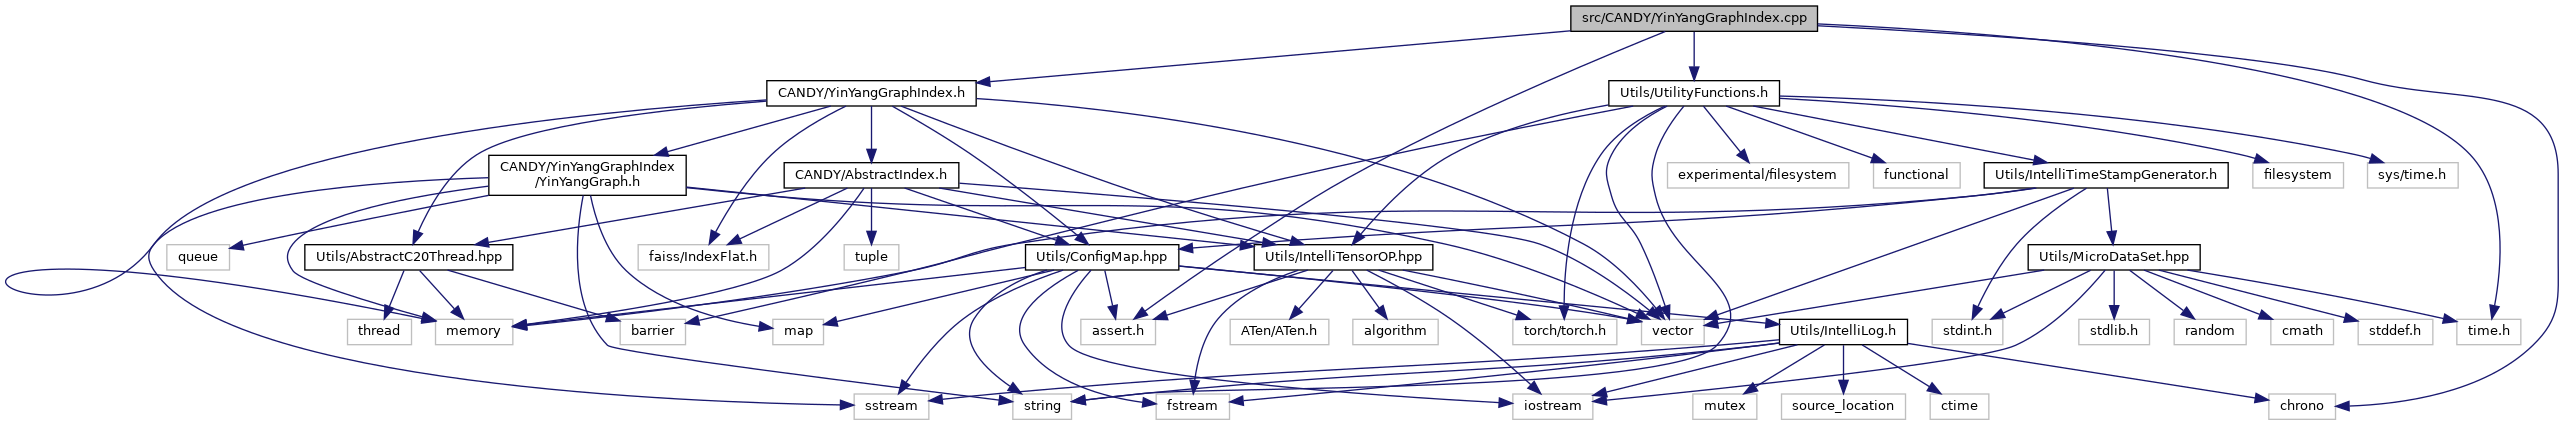 src/CANDY/YinYangGraphIndex.cpp
CANDY/YinYangGraphIndex.h
Utils/UtilityFunctions.h
CANDY/YinYangGraphIndex
/YinYangGraph.h
CANDY/AbstractIndex.h
experimental/filesystem
functional
Utils/IntelliTimeStampGenerator.h
filesystem
sys/time.h
queue
Utils/AbstractC20Thread.hpp
faiss/IndexFlat.h
tuple
Utils/ConfigMap.hpp
Utils/IntelliTensorOP.hpp
Utils/MicroDataSet.hpp
thread
memory
barrier
map
assert.h
ATen/ATen.h
algorithm
torch/torch.h
vector
Utils/IntelliLog.h
stdint.h
stdlib.h
random
cmath
stddef.h
time.h
sstream
string
fstream
iostream
mutex
source_location
ctime
chrono